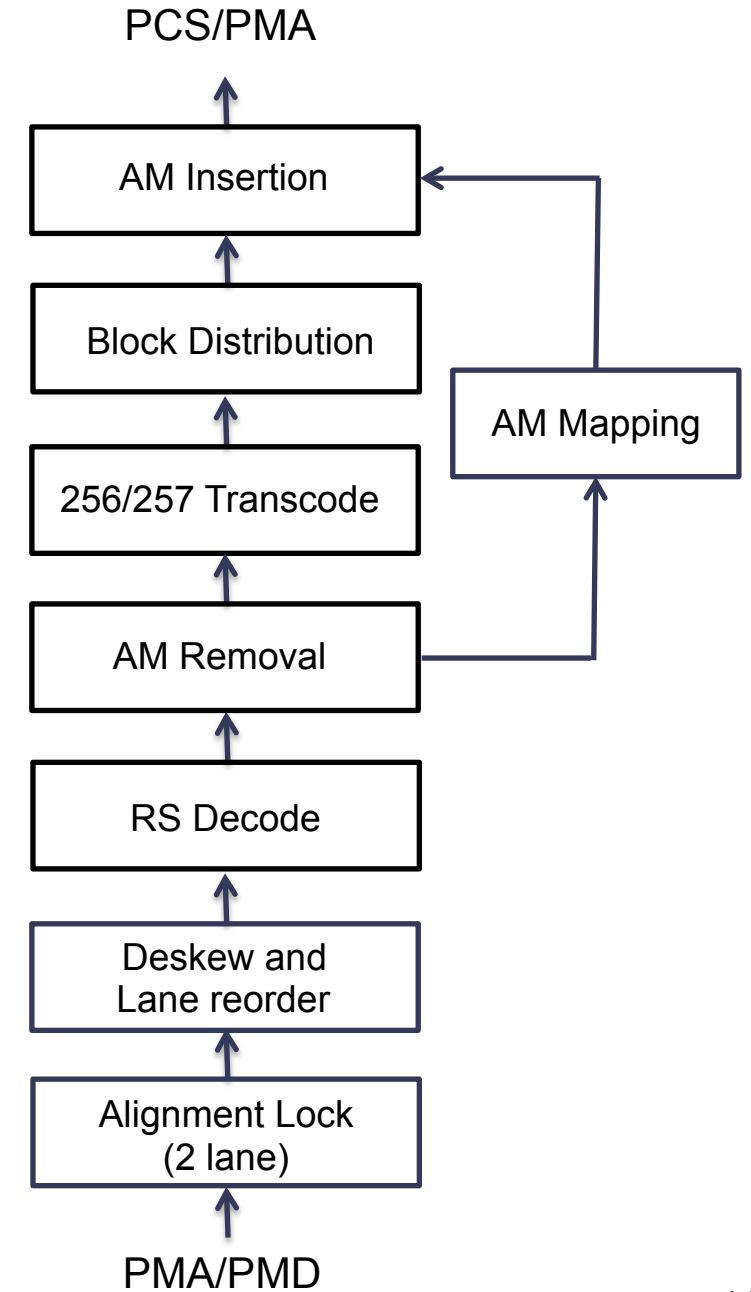 PCS/PMA
AM Insertion
Block Distribution
AM Mapping
256/257 Transcode
AM Removal
RS Decode
Deskew and
Lane reorder
Alignment Lock
(2 lane)
PMA/PMD